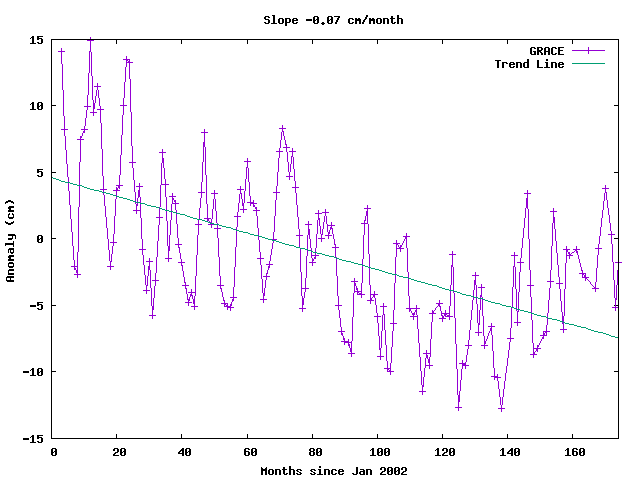 Slope -0.07 cm/month
GRACE
Trend Line
15
10
5
0
-5
-10
-15
Anomaly (cm)
0 20 40 60 80 100 120 140 160
Months since Jan 2002